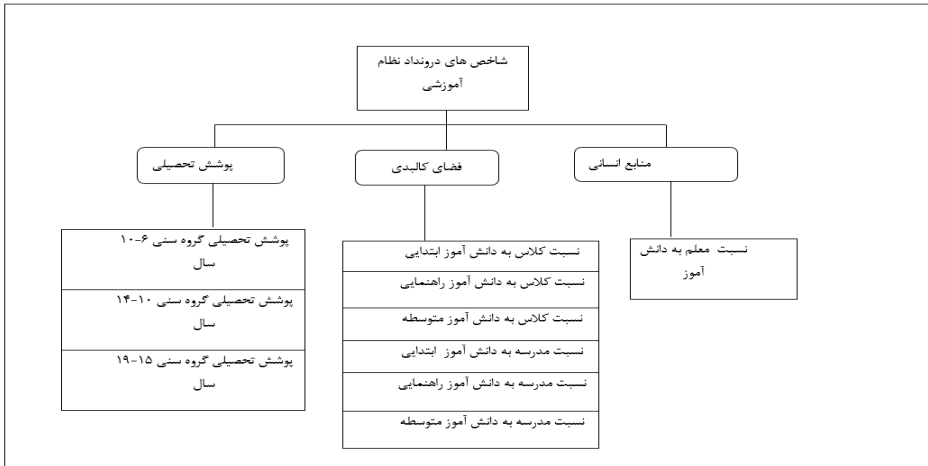 شاخص های درونداد نظام
آموزشی
منابع انسانی
فضای کالبدی
پوشش تحصیلی
نسبت معلم به دانش
آموز
نسبت کلاس به دانش آموز ابتدایی
نسبت کلاس به دانش آموز راهنمایی
نسبت کلاس به دانش آموز متوسطه
نسبت مدرسه به دانش آموز ابتدایی
نسبت مدرسه به دانش آموز راهنمایی
نسبت مدرسه به دانش آموز متوسطه
پوشش تحصیلی گروه سنی ۶-۱۰
سال
پوشش تحصیلی گروه سنی ۱۰-۱۴
سال
پوشش تحصیلی گروه سنی ۱۵-۱۹
سال